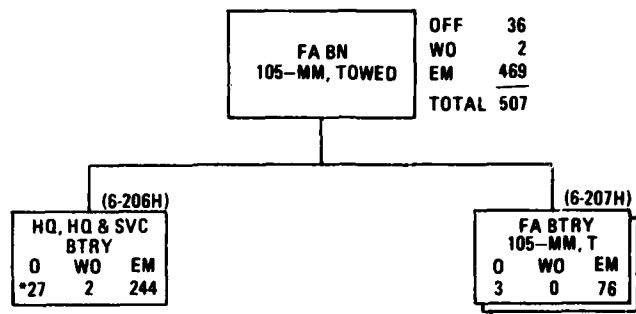 FA BN
105-MM, TOWED
OFF 36
WO 2
EM 469
TOTAL 507
(6-206H)
HQ, HQ & SVC
BTRY
O WO EM
*27 2 244
(6-207H)
FA BTRY
105-MM, T
O WO EM
3 0 76